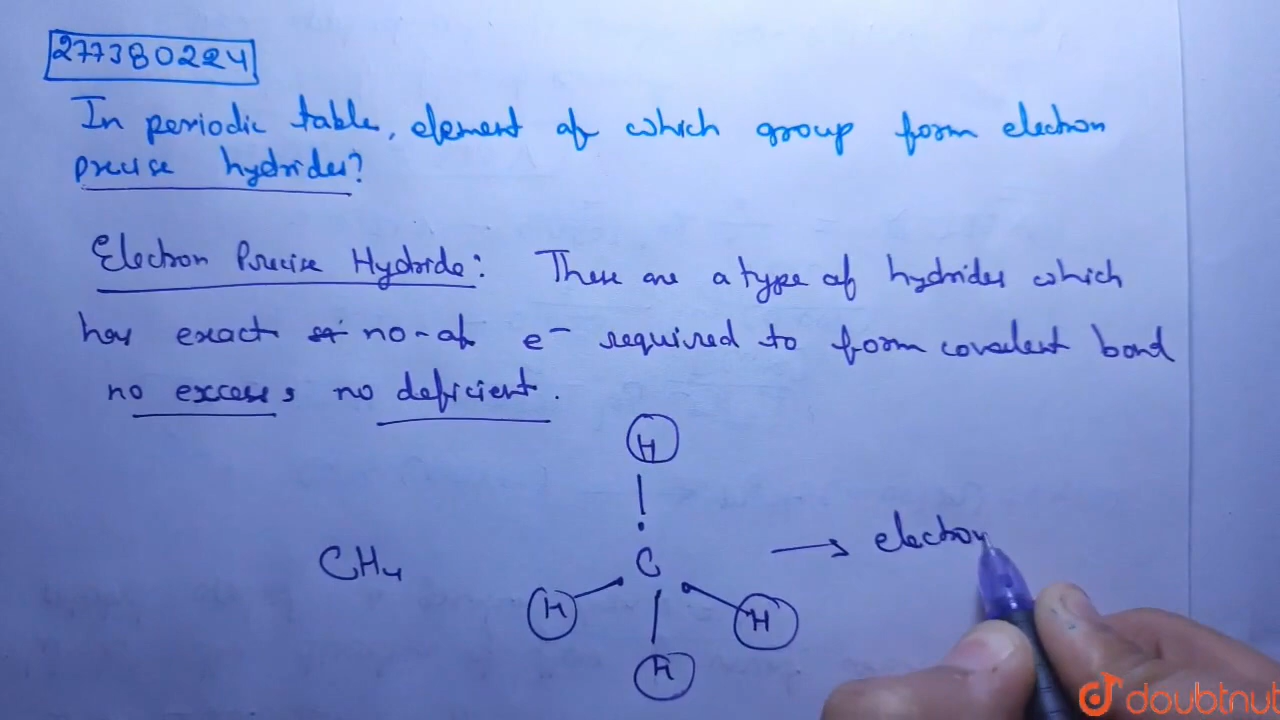 277380224
In periodic table, element of which group form electron
precise hydrides?
Electron Precise Hydride: These are a type of hydrides which
has exact no-of e⁻ required to form covalent bond
no excess, no deficient.
H
CH₄ C → electron
H H
H
doubtnut